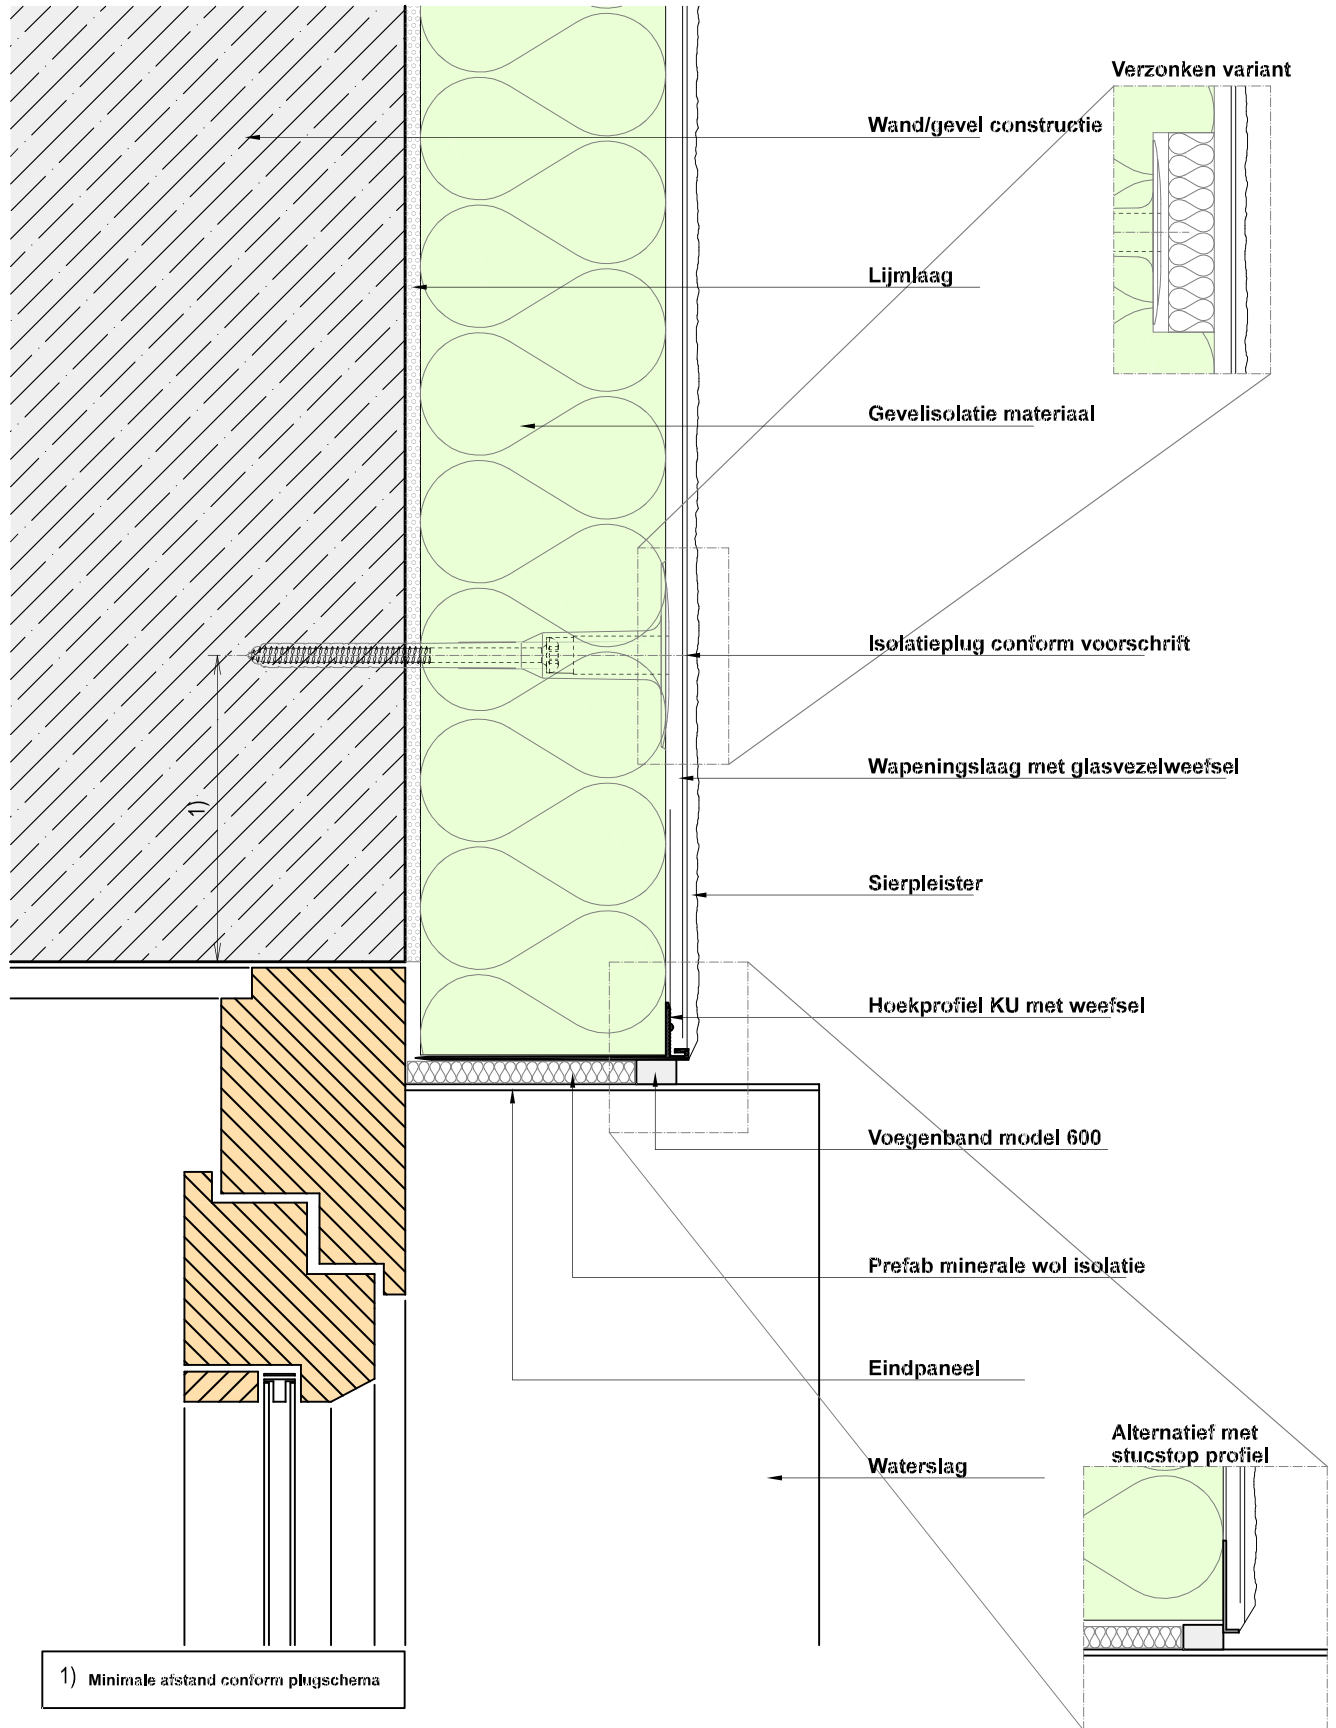 Verzonken variant
Wand/gevel constructie
Lijmlaag
Gevelisolatie materiaal
Isolatieplug conform voorschrift
Wapeningslaag met glasvezelweefsel
1)
Sierpleister
Hoekprofiel KU met weefsel
Voegenband model 600
Prefab minerale wol isolatie
Eindpaneel
Alternatief met
stucstop profiel
Waterslag
1) Minimale afstand conform plugschema